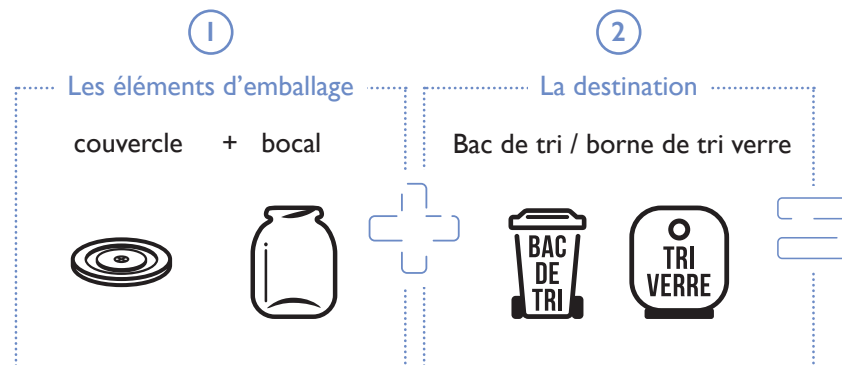 1
2
Les éléments d’emballage
La destination
couvercle + bocal
Bac de tri / borne de tri verre
BAC
DE
TRI
TRI
VERRE